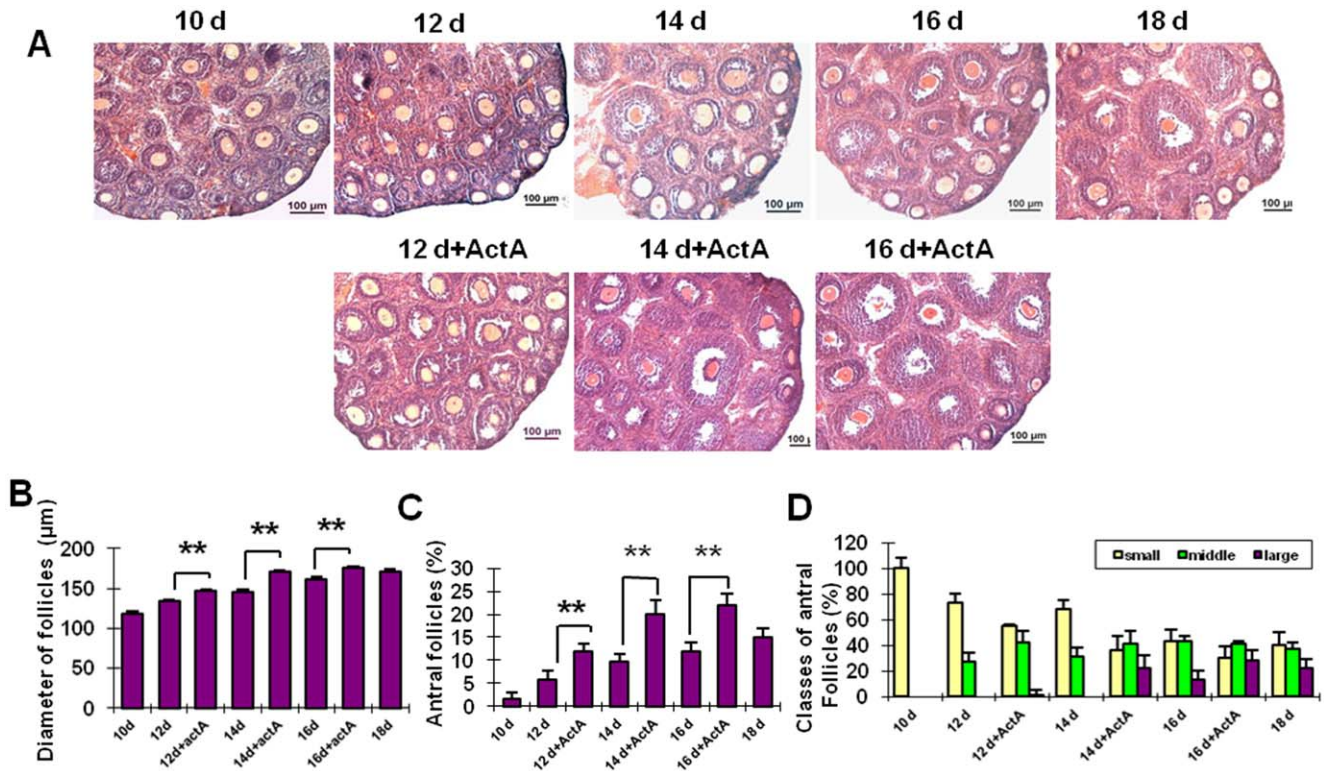 10 d 12 d 14 d 16 d 18 d
A
100 µm 100 µm 100 µm 100 µm 100 µ
12 d+ActA 14 d+ActA 16 d+ActA
100 µm 100 100 µm
B
Diameter of follicles (µm)
200
150
100
50
0
** ** **
10d 12d 12d+actA 14d 14d+actA 16d 16d+actA 18d
C
Antral follicles (%)
30
25
20
15
10
5
0
** ** **
10 d 12 d 12 d+ActA 14 d 14 d+ActA 16 d 16 d+ActA 18 d
D
Classes of antral
Follicles (%)
120
100
80
60
40
20
0
small middle large
10 d 12 d 12 d+ActA 14 d 14 d+ActA 16 d 16 d+ActA 18 d